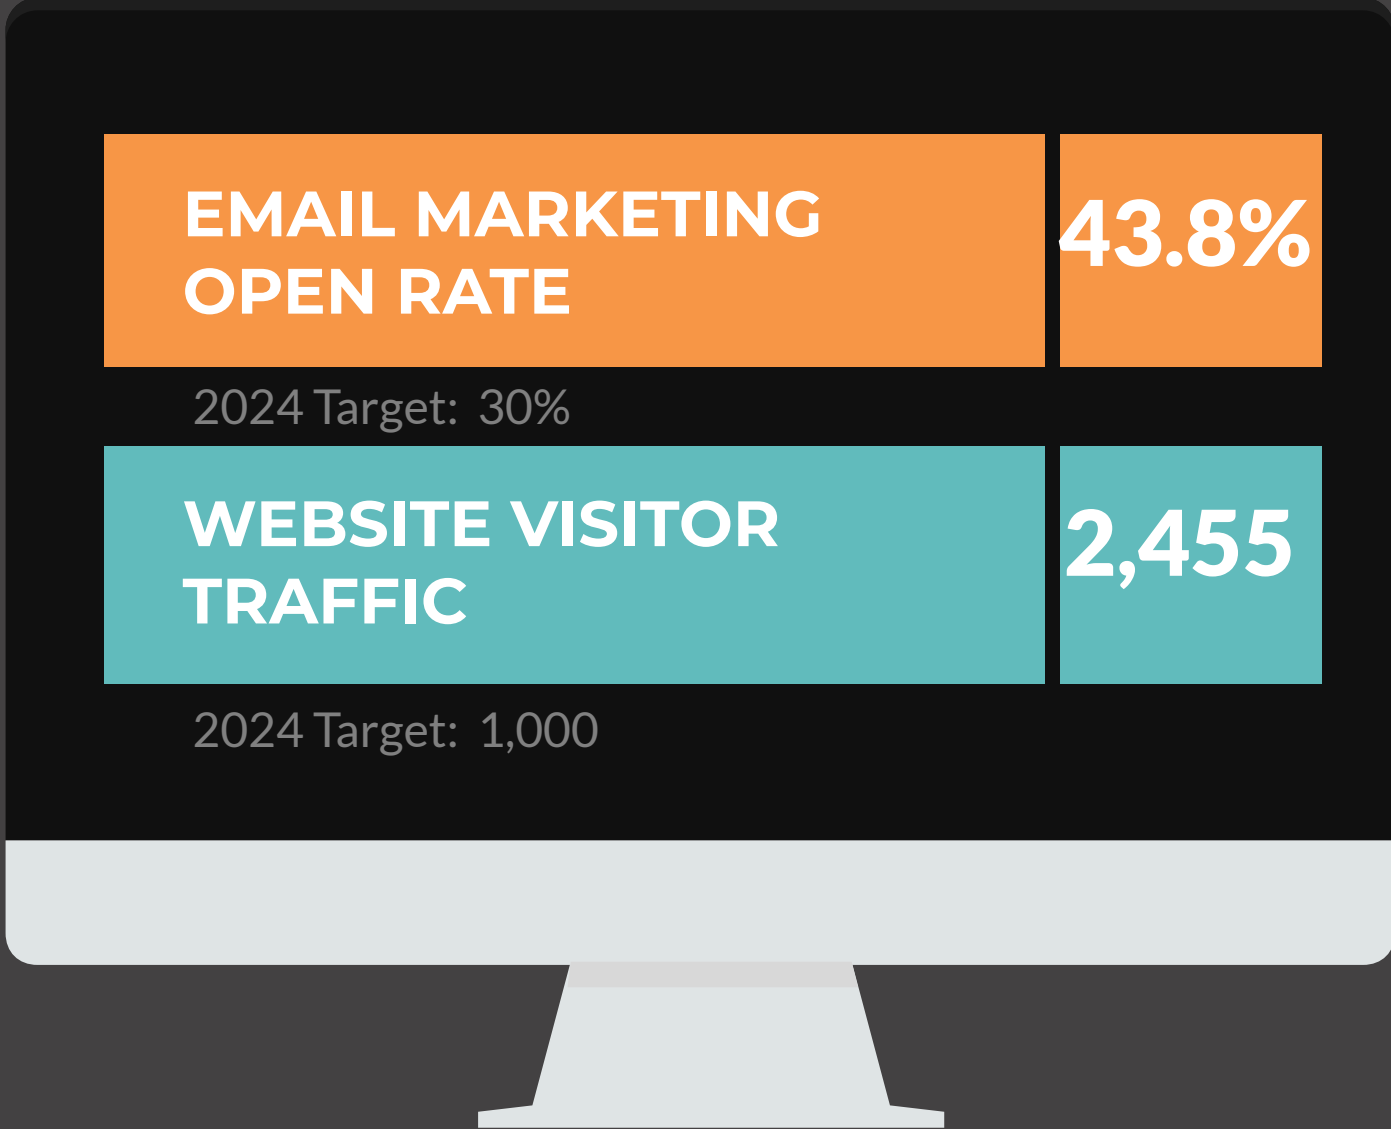 EMAIL MARKETING
OPEN RATE
43.8%
2024 Target: 30%
WEBSITE VISITOR
TRAFFIC
2,455
2024 Target: 1,000